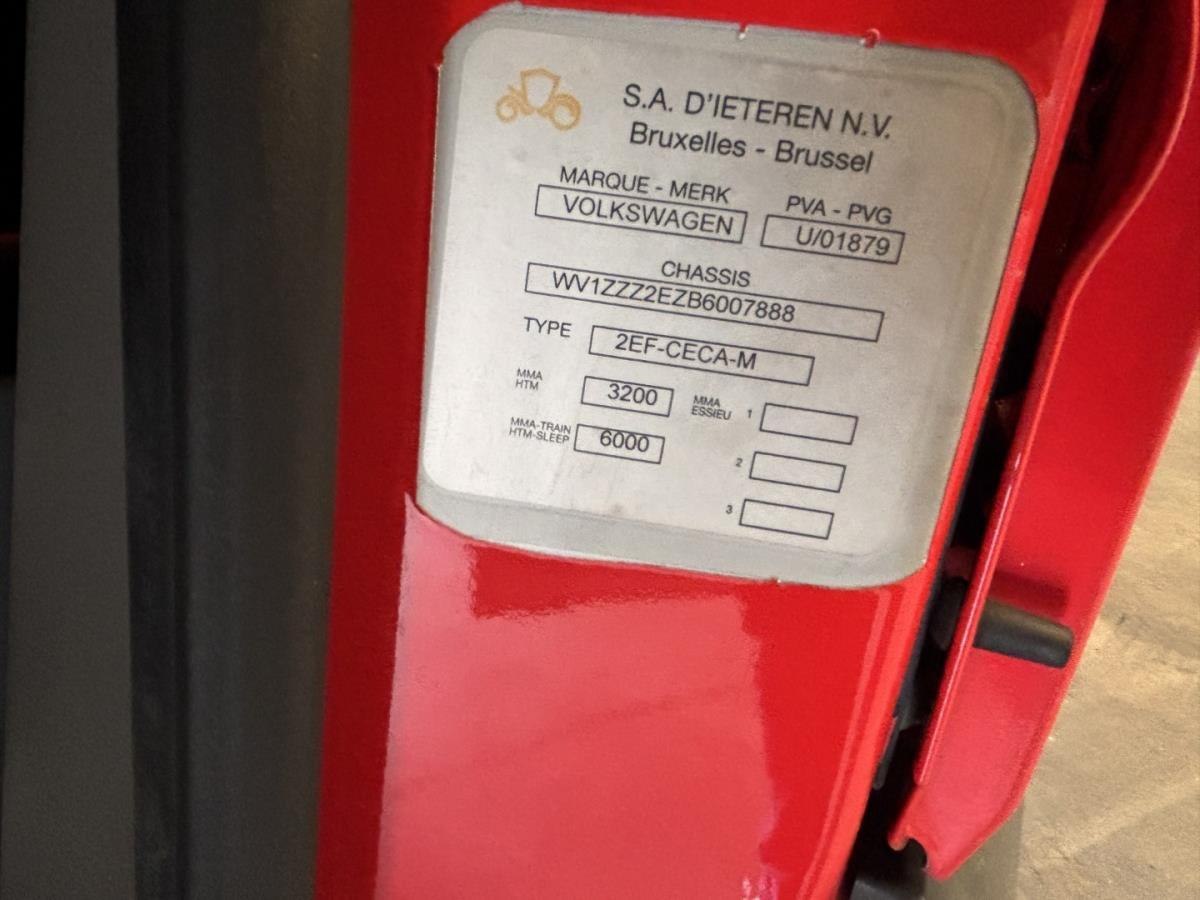 S.A. D'IETEREN N.V.
Bruxelles - Brussel
MARQUE - MERK PVA - PVG
VOLKSWAGEN U/01879
CHASSIS
WV1ZZZ2EZB6007888
TYPE 2EF-CECA-M
MMA
HTM 3200 MMA
ESSIEU 1
MMA-TRAIN
HTM-SLEEP 6000
2
3